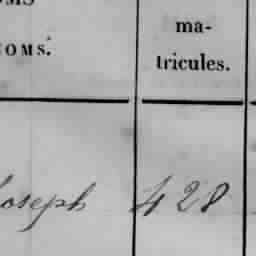 OMS.
ma-
tricules.
Joseph 428